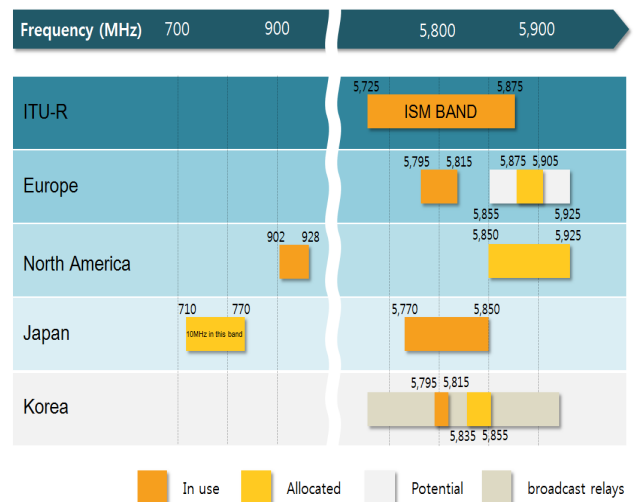 Frequency (MHz) 700 900 5,800 5,900
5,725 5,875
ITU-R ISM BAND
5,795 5,815 5,875 5,905
Europe
5,855 5,925
902 928 5,850 5,925
North America
710 770 5,770 5,850
Japan 10MHz in this band
5,795 5,815
Korea
5,835 5,855
In use Allocated Potential broadcast relays